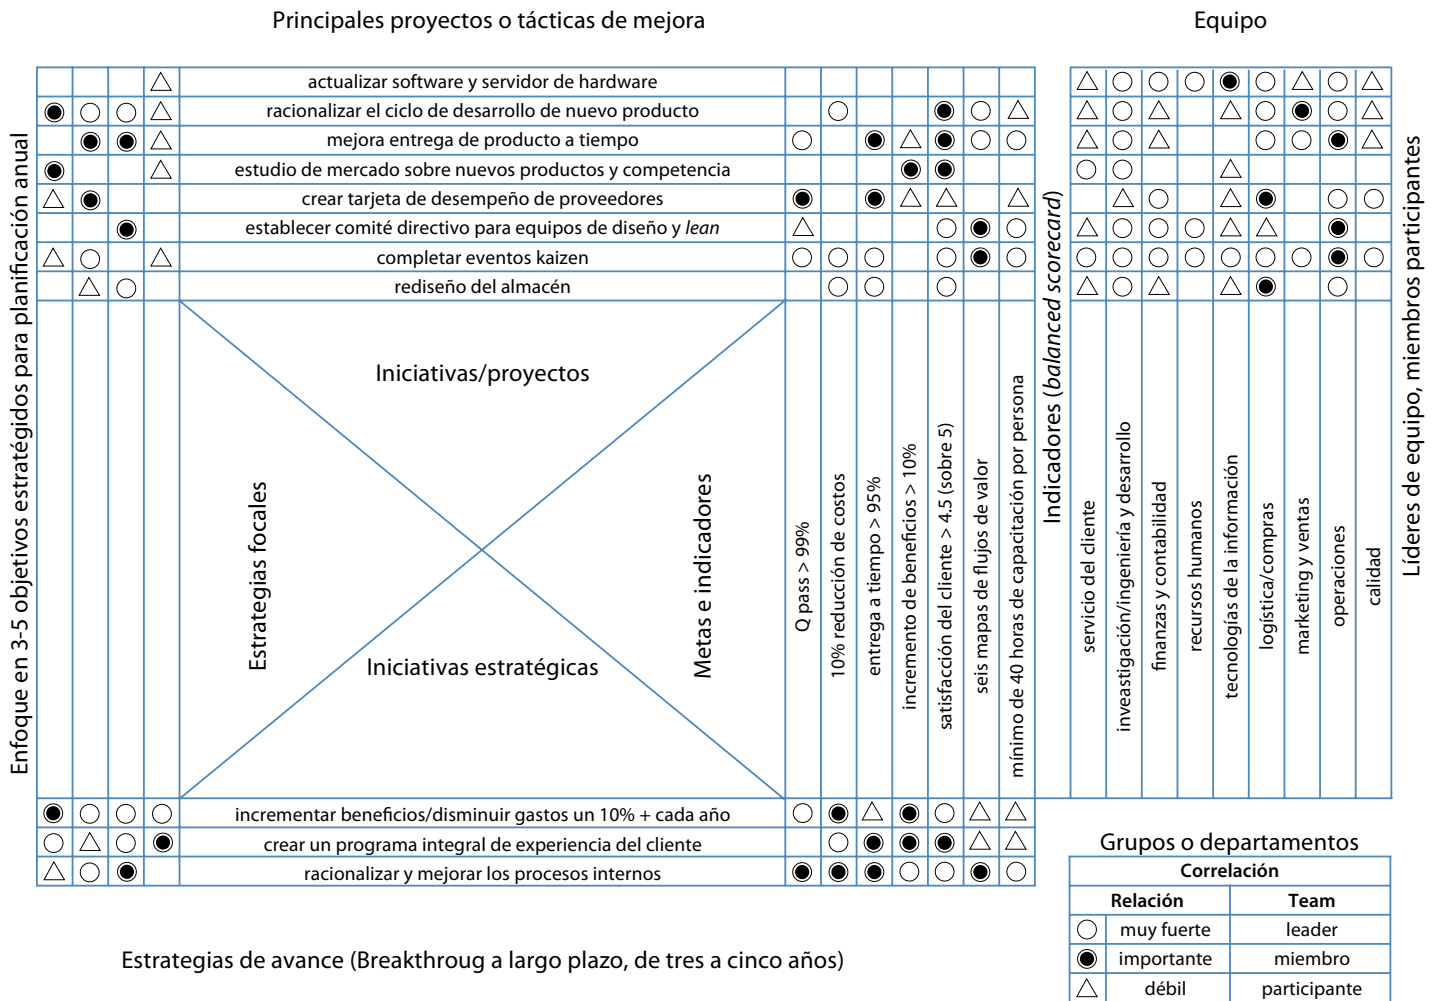 Principales proyectos o tácticas de mejora
Equipo
actualizar software y servidor de hardware
racionalizar el ciclo de desarrollo de nuevo producto
mejora entrega de producto a tiempo
estudio de mercado sobre nuevos productos y competencia
crear tarjeta de desempeño de proveedores
establecer comité directivo para equipos de diseño y lean
completar eventos kaizen
rediseño del almacén
Enfoque en 3-5 objetivos estratégidos para planificación anual
Iniciativas/proyectos
Estrategias focales
Metas e indicadores
Iniciativas estratégicas
Q pass > 99%
10% reducción de costos
entrega a tiempo > 95%
incremento de beneficios > 10%
satisfacción del cliente > 4.5 (sobre 5)
seis mapas de flujos de valor
mínimo de 40 horas de capacitación por persona
Indicadores (balanced scorecard)
servicio del cliente
inveastigación/ingeniería y desarrollo
finanzas y contabilidad
recursos humanos
tecnologías de la información
logística/compras
marketing y ventas
operaciones
calidad
Líderes de equipo, miembros participantes
incrementar beneficios/disminuir gastos un 10% + cada año
crear un programa integral de experiencia del cliente
racionalizar y mejorar los procesos internos
Estrategias de avance (Breakthroug a largo plazo, de tres a cinco años)
Grupos o departamentos
Correlación
Relación Team
muy fuerte leader
importante miembro
débil participante